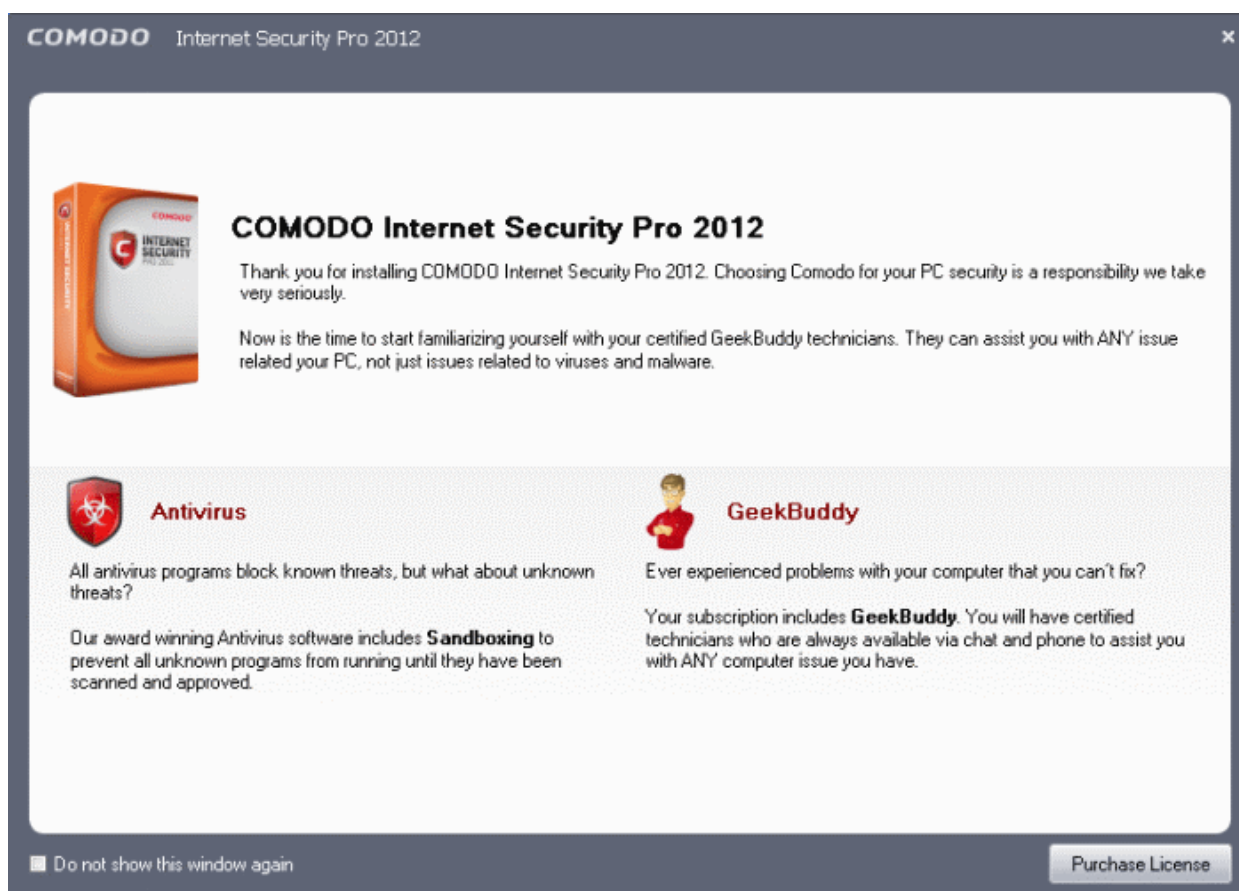 COMODO Internet Security Pro 2012
COMODO
INTERNET
SECURITY
PRO 2011
COMODO Internet Security Pro 2012
Thank you for installing COMODO Internet Security Pro 2012. Choosing Comodo for your PC security is a responsibility we take
very seriously.
Now is the time to start familiarizing yourself with your certified GeekBuddy technicians. They can assist you with ANY issue
related your PC, not just issues related to viruses and malware.
Antivirus
All antivirus programs block known threats, but what about unknown
threats?
Our award winning Antivirus software includes Sandboxing to
prevent all unknown programs from running until they have been
scanned and approved.
GeekBuddy
Ever experienced problems with your computer that you can't fix?
Your subscription includes GeekBuddy. You will have certified
technicians who are always available via chat and phone to assist you
with ANY computer issue you have.
Do not show this window again
Purchase License